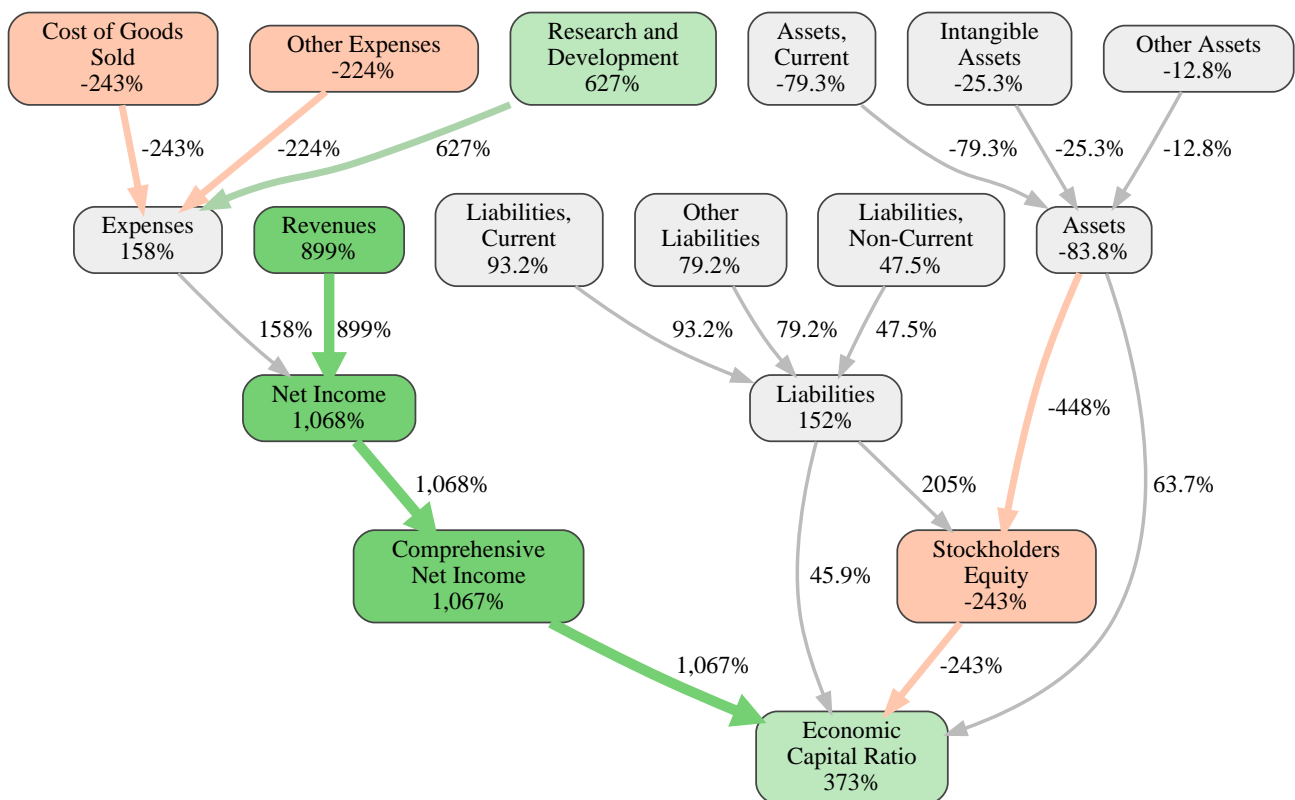 Cost of Goods
Sold
-243%
Other Expenses
-224%
Research and
Development
627%
Assets,
Current
-79.3%
Intangible
Assets
-25.3%
Other Assets
-12.8%
-243%
-224%
627%
-79.3%
-25.3%
-12.8%
Expenses
158%
Revenues
899%
Liabilities,
Current
93.2%
Other
Liabilities
79.2%
Liabilities,
Non-Current
47.5%
Assets
-83.8%
158%
899%
93.2%
79.2%
47.5%
Net Income
1,068%
Liabilities
152%
-448%
1,068%
205%
63.7%
Comprehensive
Net Income
1,067%
45.9%
Stockholders
Equity
-243%
1,067%
-243%
Economic
Capital Ratio
373%